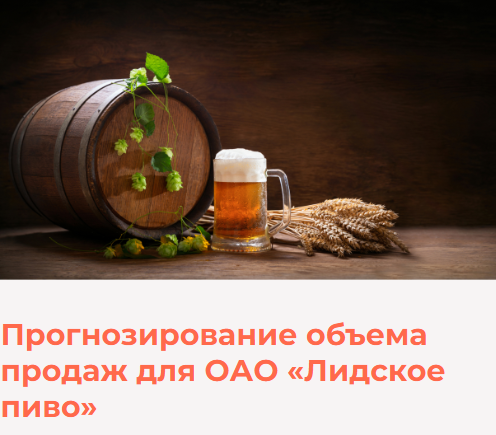 Прогнозирование объема
продаж для ОАО «Лидское
пиво»